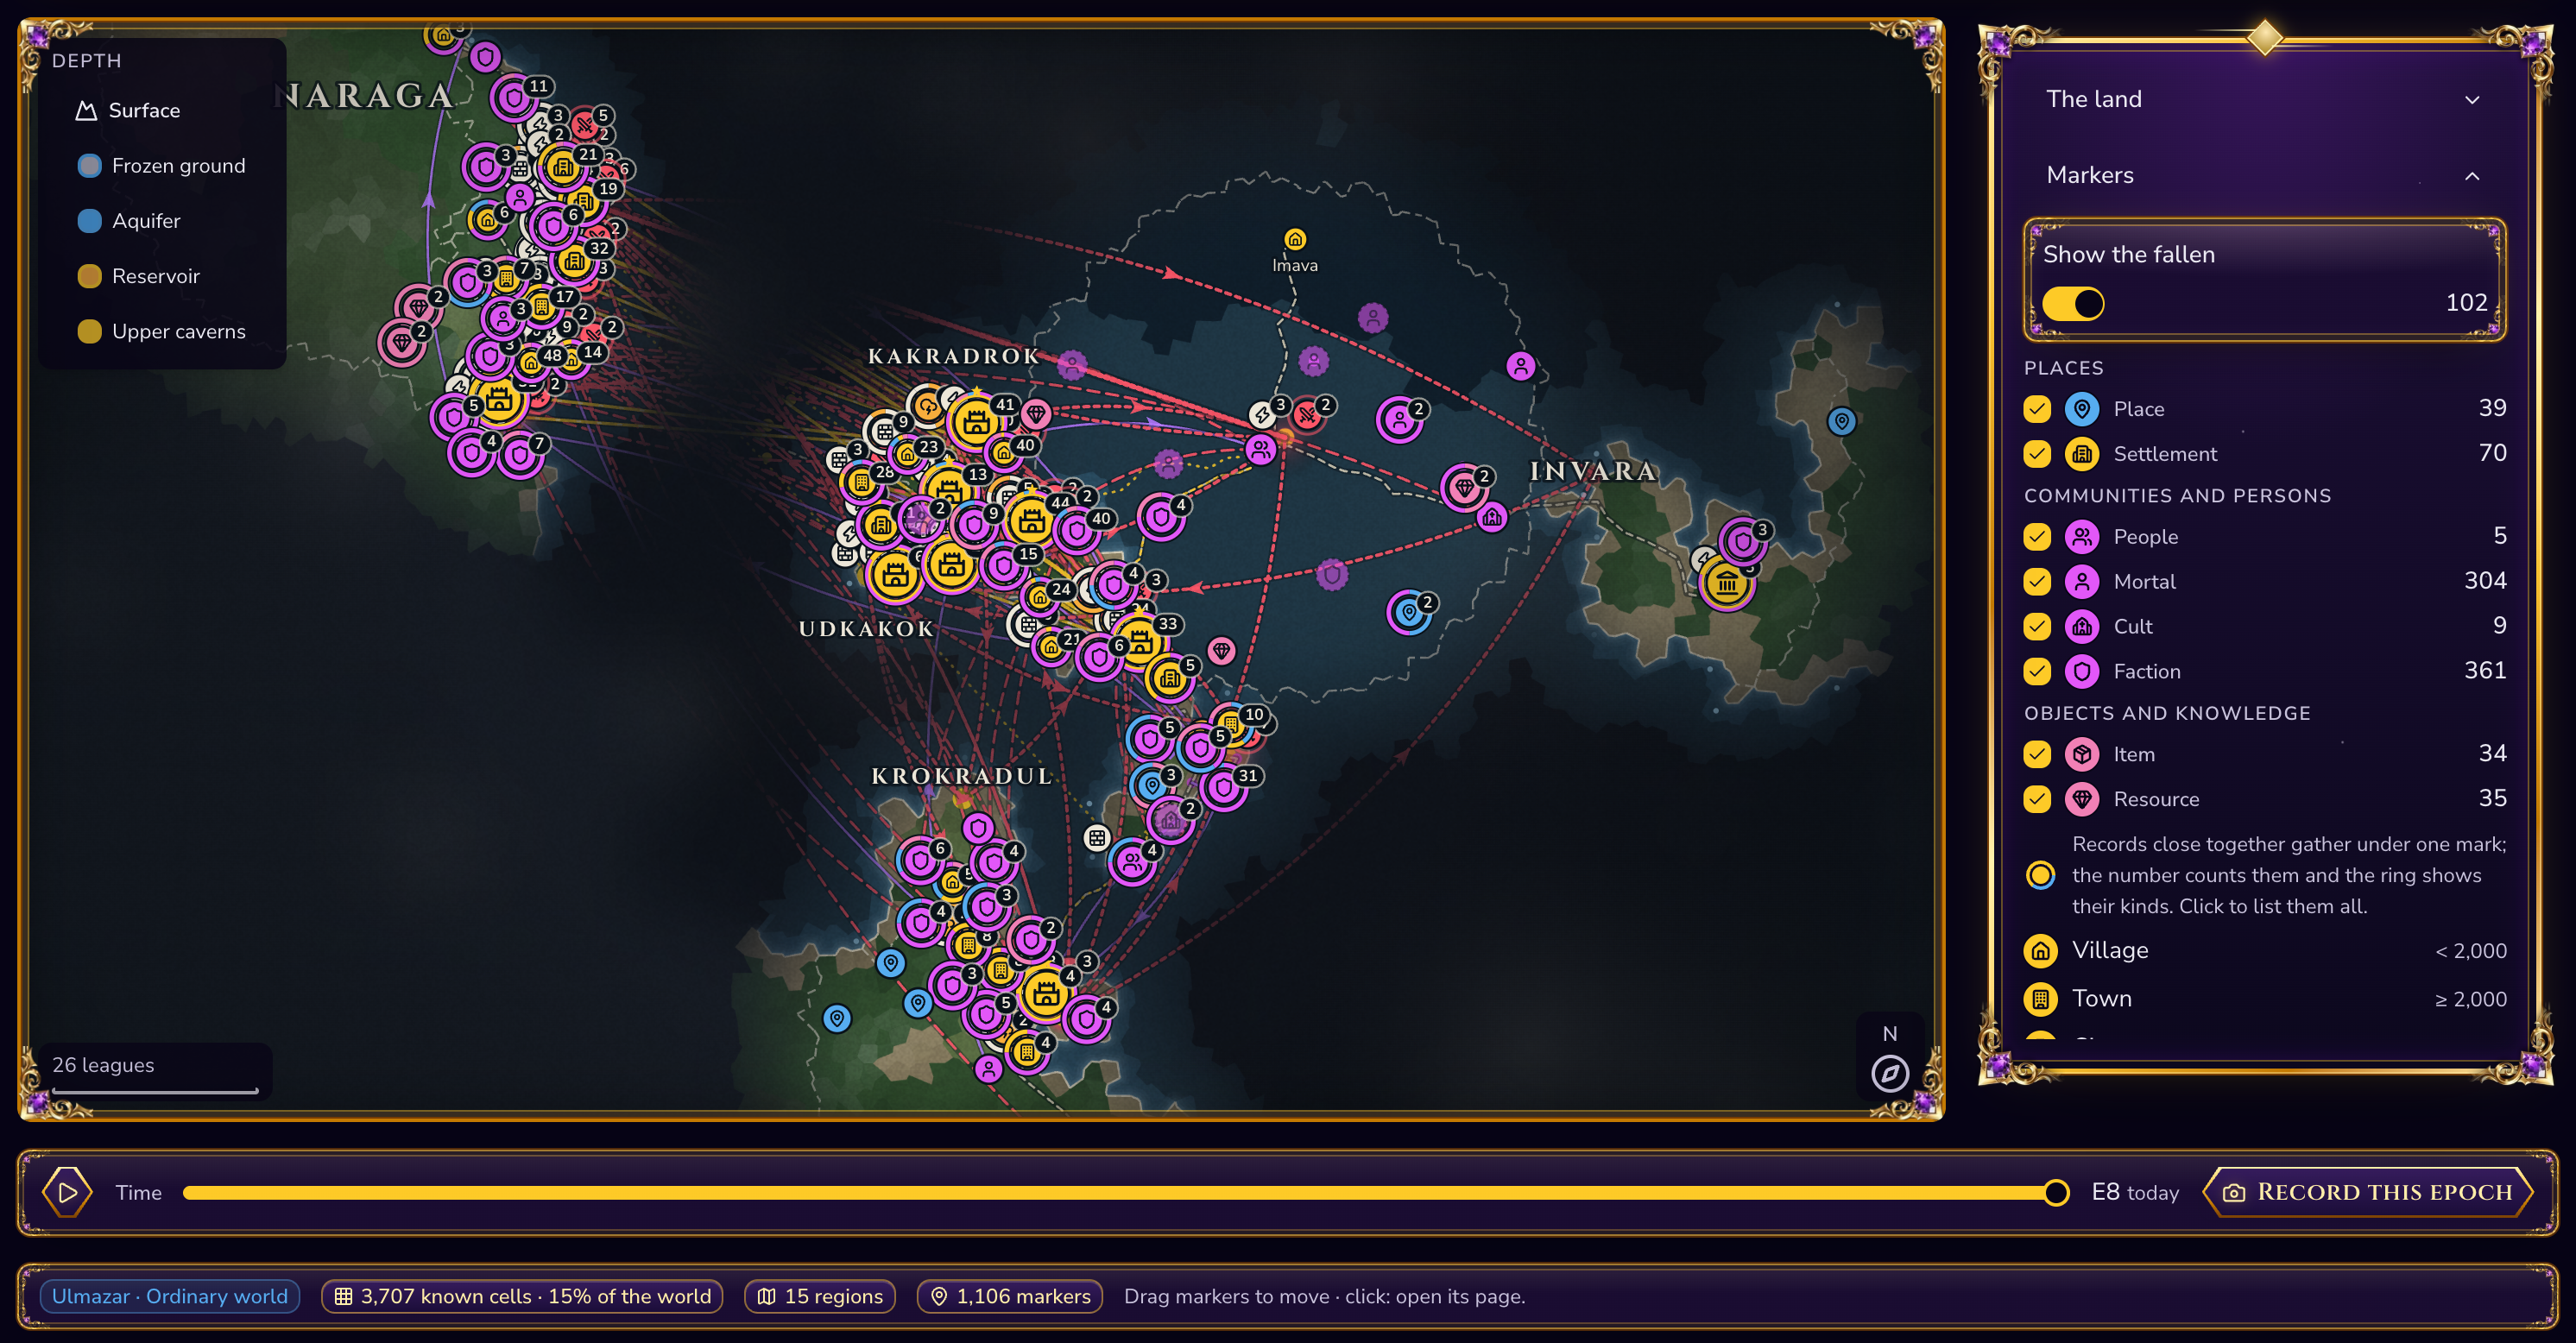 DEPTH
Surface
Frozen ground
Aquifer
Reservoir
Upper caverns
NARAGA
Imava
KAKRADROK
INVARA
UDKAKOK
KROKRADUL
26 leagues
N
The land
Markers
Show the fallen
102
PLACES
Place 39
Settlement 70
COMMUNITIES AND PERSONS
People 5
Mortal 304
Cult 9
Faction 361
OBJECTS AND KNOWLEDGE
Item 34
Resource 35
Records close together gather under one mark;
the number counts them and the ring shows
their kinds. Click to list them all.
Village < 2,000
Town ≥ 2,000
Time
E8 today
RECORD THIS EPOCH
Ulmazar · Ordinary world
3,707 known cells · 15% of the world
15 regions
1,106 markers
Drag markers to move · click: open its page.